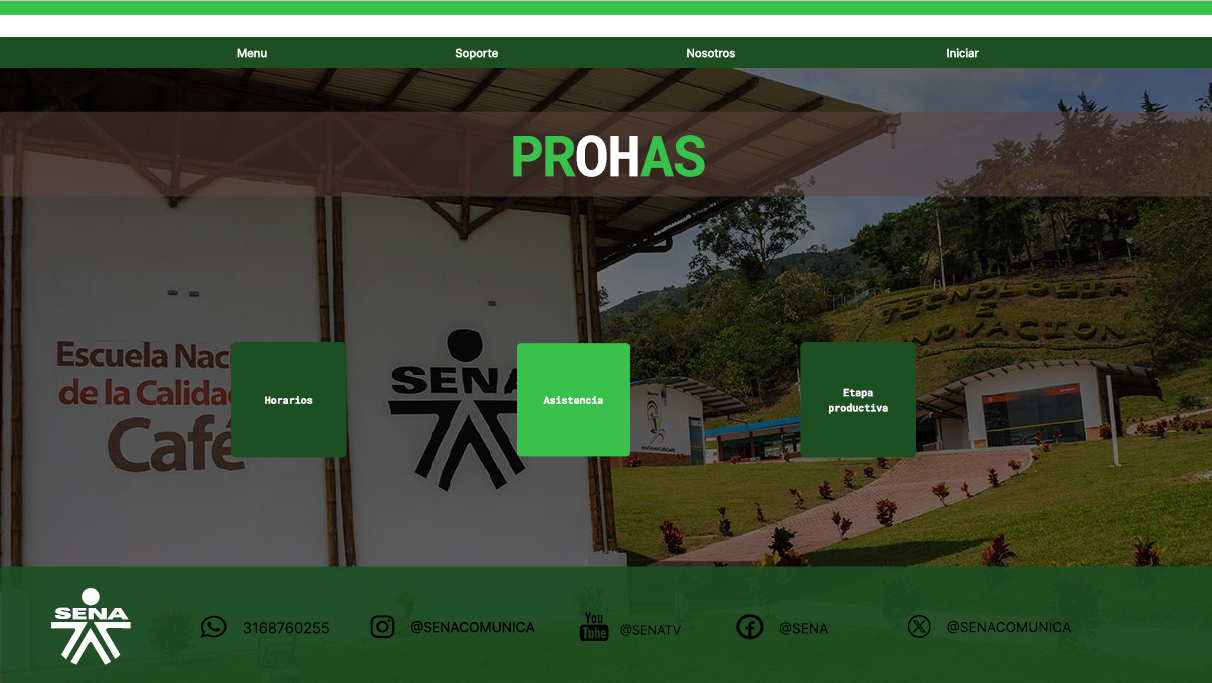 Menu
Soporte
Nosotros
Iniciar
PROHAS
Escuela Nac
de la Calidad
Café
SENA
TECNOLOGIA
E
INNOVACION
Horarios
Asistencia
Etapa
productiva
SENA
3168760255
@SENACOMUNICA
You
Tube
@SENATV
@SENA
@SENACOMUNICA